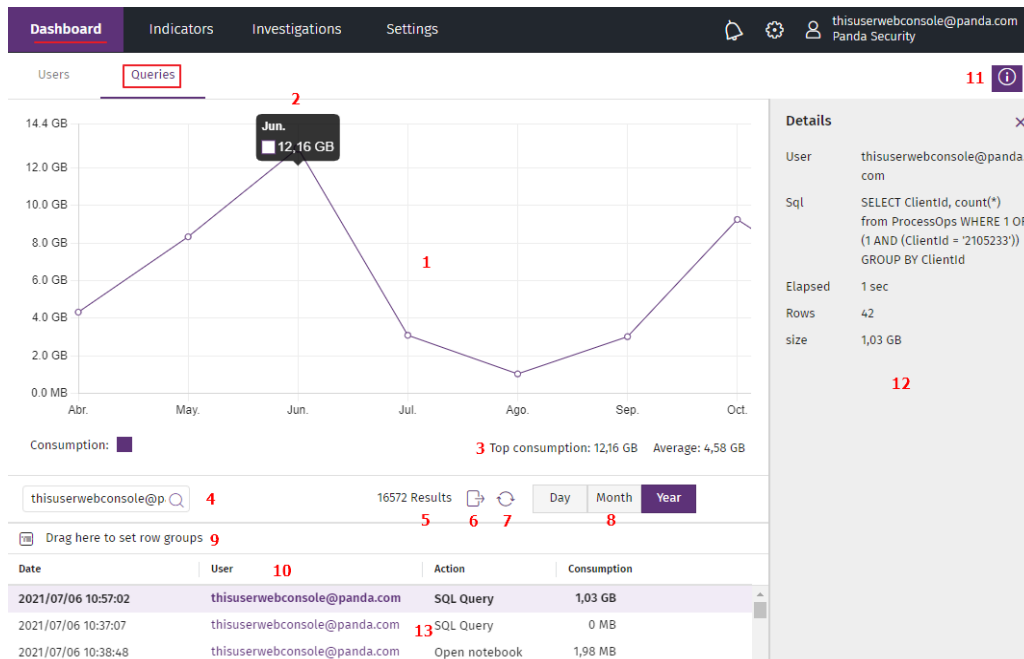 Dashboard Indicators Investigations Settings
thisuserwebconsole@panda.com
Panda Security
Users Queries 11
2
14.4 GB
12.0 GB
10.0 GB
8.0 GB
6.0 GB
4.0 GB
2.0 GB
0.0 MB
Jun.
12,16 GB
1
Abr. May. Jun. Jul. Ago. Sep. Oct.
Consumption:
3 Top consumption: 12,16 GB Average: 4,58 GB
thisuserwebconsole@p 4 16572 Results Day Month Year
5 6 7 8
Drag here to set row groups 9
Date User 10 Action Consumption
2021/07/06 10:57:02 thisuserwebconsole@panda.com SQL Query 1,03 GB
2021/07/06 10:37:07 thisuserwebconsole@panda.com 13 SQL Query 0 MB
2021/07/06 10:38:48 thisuserwebconsole@panda.com Open notebook 1,98 MB
Details
User thisuserwebconsole@panda.
com
Sql SELECT ClientId, count(*)
from ProcessOps WHERE 1 OR
(1 AND (ClientId = '2105233'))
GROUP BY ClientId
Elapsed 1 sec
Rows 42
size 1,03 GB
12